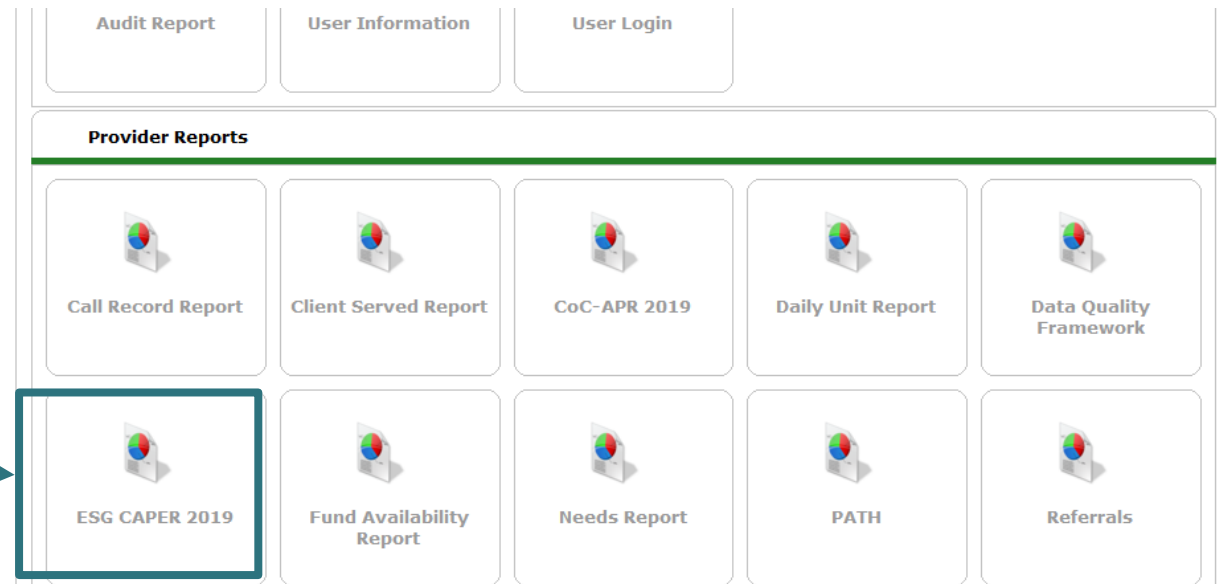 Audit Report
User Information
User Login
Provider Reports
Call Record Report
Client Served Report
CoC-APR 2019
Daily Unit Report
Data Quality
Framework
ESG CAPER 2019
Fund Availability
Report
Needs Report
PATH
Referrals